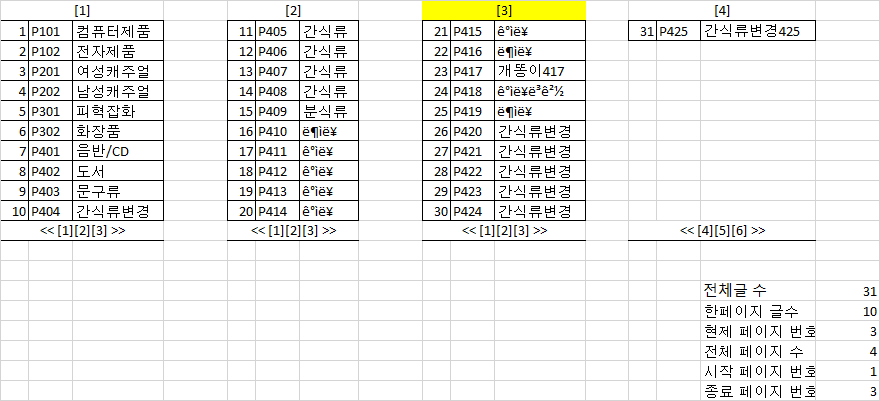 [1] [2] [3] [4]
1 P101 컴퓨터제품 11 P405 간식류 21 P415 ê°ìë¥ 31 P425 간식류변경425
2 P102 전자제품 12 P406 간식류 22 P416 ë¶ìë¥
3 P201 여성캐주얼 13 P407 간식류 23 P417 개똥이417
4 P202 남성캐주얼 14 P408 간식류 24 P418 ê°ìë¥ë³ê²½
5 P301 피혁잡화 15 P409 분식류 25 P419 ë¶ìë¥
6 P302 화장품 16 P410 ë¶ìë¥ 26 P420 간식류변경
7 P401 음반/CD 17 P411 ê°ìë¥ 27 P421 간식류변경
8 P402 도서 18 P412 ê°ìë¥ 28 P422 간식류변경
9 P403 문구류 19 P413 ê°ìë¥ 29 P423 간식류변경
10 P404 간식류변경 20 P414 ê°ìë¥ 30 P424 간식류변경
<< [1][2][3] >> << [1][2][3] >> << [1][2][3] >> << [4][5][6] >>
전체글 수 31
한페이지 글수 10
현제 페이지 번호 3
전체 페이지 수 4
시작 페이지 번호 1
종료 페이지 번호 3